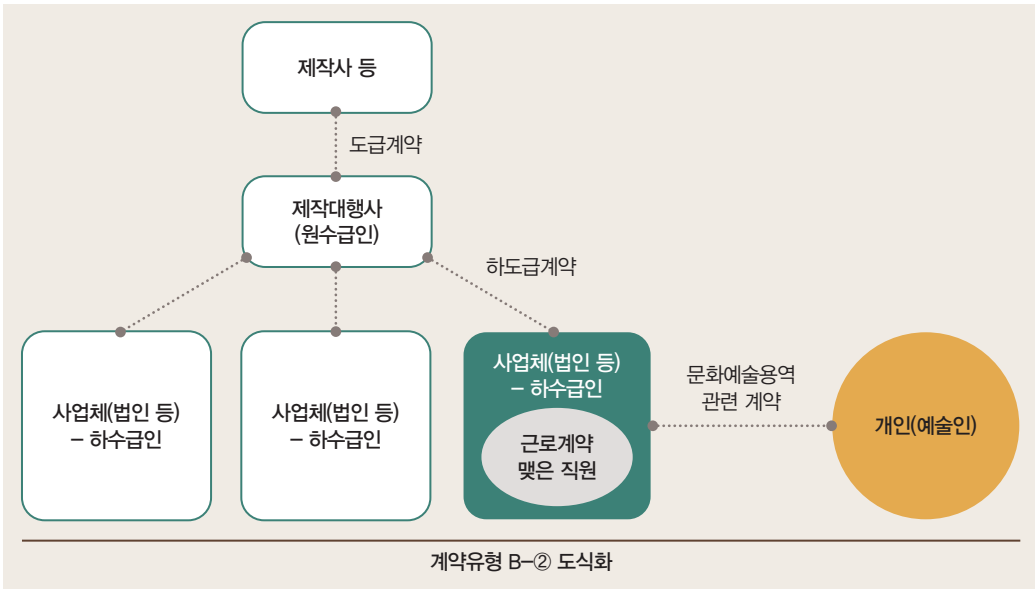 제작사 등
도급계약
제작대행사
(원수급인)
하도급계약
사업체(법인 등)
– 하수급인
사업체(법인 등)
– 하수급인
사업체(법인 등)
– 하수급인
근로계약
맺은 직원
문화예술용역
관련 계약
개인(예술인)
계약유형 B–② 도식화